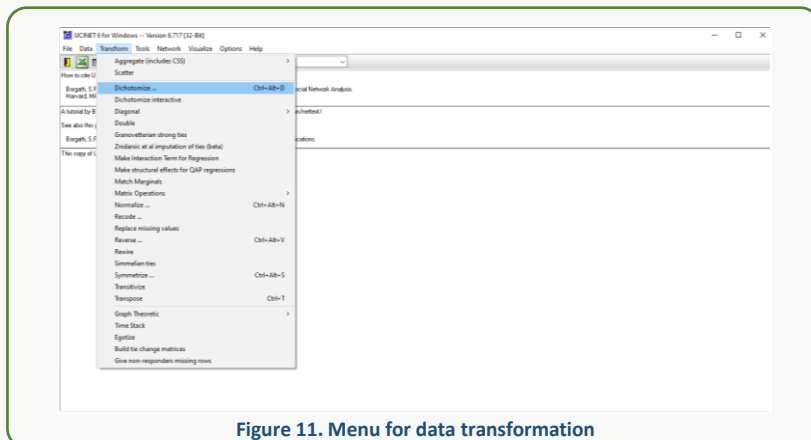 UCINET 6 for Windows -- Version 6.717 [32-Bit]
File Data Transform Tools Network Visualize Options Help
Aggregate (includes CSS) >
Scatter
How to cite U
Dichotomize ... Ctrl+Alt+D
Borgatti, S.P ocial Network Analysis.
Harvard, MA
Dichotomize interactive
Diagonal >
A tutorial by B
Double
See also this
Granovetterian strong ties
Borgatti, S.P
Znidarsic et al imputation of ties (beta)
This copy of U
Make Interaction Term for Regression
Make structural effects for QAP regressions
Match Marginals
Matrix Operations >
Normalize ... Ctrl+Alt+N
Recode ...
Replace missing values
Reverse ... Ctrl+Alt+V
Rewire
Simmelian ties
Symmetrize ... Ctrl+Alt+S
Transitivize
Transpose Ctrl+T
Graph Theoretic >
Time Stack
Egotize
Build tie change matrices
Give non-responders missing rows
Figure 11. Menu for data transformation